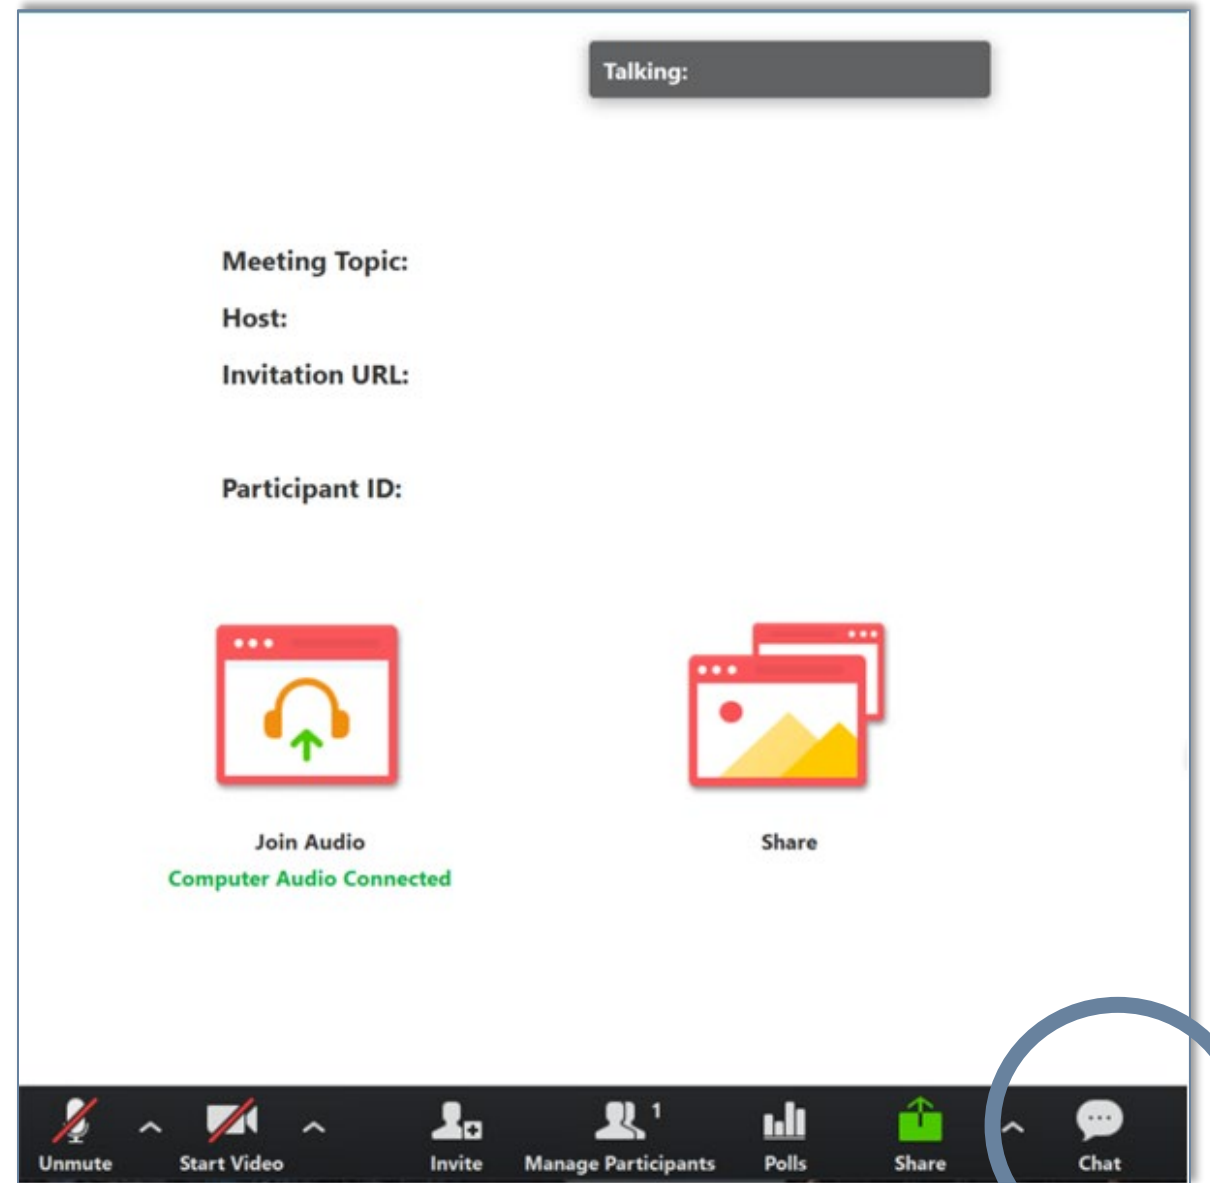 Talking:
Meeting Topic:
Host:
Invitation URL:
Participant ID:
Join Audio
Share
Computer Audio Connected
1
Unmute
Start Video
Invite
Manage Participants
Polls
Share
Chat